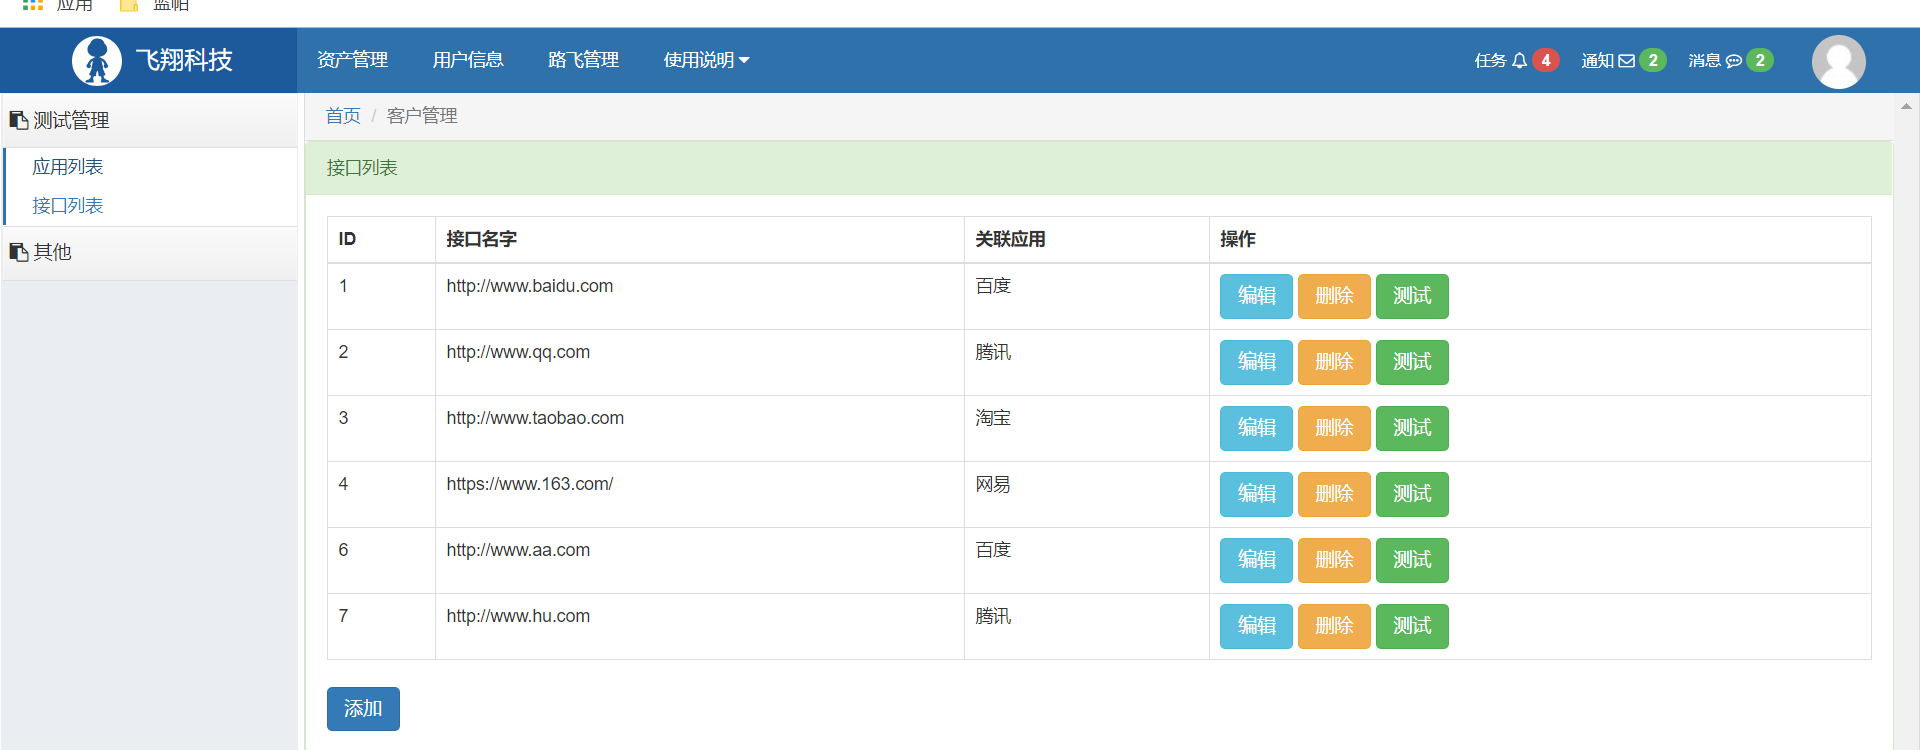 应用 蓝帕
飞翔科技 资产管理 用户信息 路飞管理 使用说明 任务 4 通知 2 消息 2
测试管理
应用列表
接口列表
其他
首页 / 客户管理
接口列表
ID 接口名字 关联应用 操作
1 http://www.baidu.com 百度 编辑 删除 测试
2 http://www.qq.com 腾讯 编辑 删除 测试
3 http://www.taobao.com 淘宝 编辑 删除 测试
4 https://www.163.com/ 网易 编辑 删除 测试
6 http://www.aa.com 百度 编辑 删除 测试
7 http://www.hu.com 腾讯 编辑 删除 测试
添加